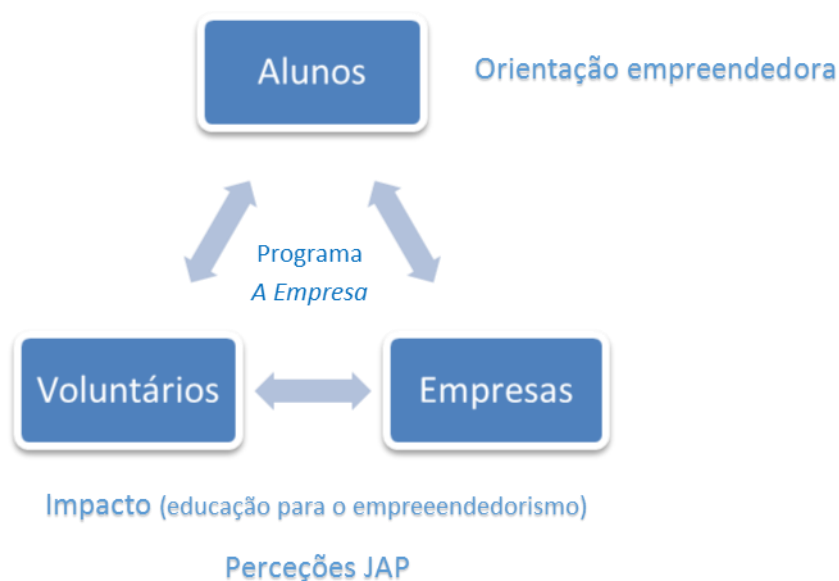 Alunos
Orientação empreendedora
Programa
A Empresa
Voluntários
Empresas
Impacto (educação para o empreeendedorismo)
Perceções JAP